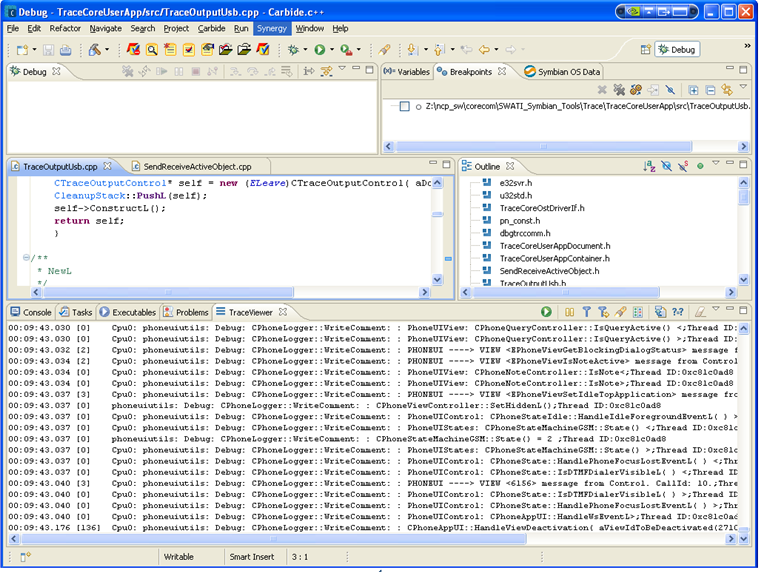 Debug - TraceCoreUserApp/src/TraceOutputUsb.cpp - Carbide.c++
File Edit Refactor Navigate Search Project Carbide Run Synergy Window Help
Debug
Debug
Variables Breakpoints Symbian OS Data
Z:\ncp_sw\corecom\SWATI_Symbian_Tools\Trace\TraceCoreUserApp\src\TraceOutputUsb.
TraceOutputUsb.cpp SendReceiveActiveObject.cpp
CTraceOutputControl* self = new (ELeave)CTraceOutputControl( aDo
CleanupStack::PushL(self);
self->ConstructL();
return self;
}
/**
* NewL
*/
Outline
e32svr.h
u32std.h
TraceCoreOstDriverIf.h
pn_const.h
dbgtrccomm.h
TraceCoreUserAppDocument.h
TraceCoreUserAppContainer.h
SendReceiveActiveObject.h
TraceOutputUsb.h
Console Tasks Executables Problems TraceViewer
00:09:43.030 [0] Cpu0: phoneuiutils: Debug: CPhoneLogger::WriteComment: : PhoneUIView: CPhoneQueryController::IsQueryActive() <;Thread ID:
00:09:43.030 [0] Cpu0: phoneuiutils: Debug: CPhoneLogger::WriteComment: : PhoneUIView: CPhoneQueryController::IsQueryActive() >;Thread ID:
00:09:43.032 [2] Cpu0: phoneuiutils: Debug: CPhoneLogger::WriteComment: : PHONEUI ----> VIEW <EPhoneViewGetBlockingDialogStatus> message f
00:09:43.034 [2] Cpu0: phoneuiutils: Debug: CPhoneLogger::WriteComment: : PHONEUI ----> VIEW <EPhoneViewIsNoteActive> message from Control
00:09:43.034 [0] Cpu0: phoneuiutils: Debug: CPhoneLogger::WriteComment: : PhoneUIView: CPhoneNoteController::IsNote<;Thread ID:0xc81c0ad8
00:09:43.034 [0] Cpu0: phoneuiutils: Debug: CPhoneLogger::WriteComment: : PhoneUIView: CPhoneNoteController::IsNote>;Thread ID:0xc81c0ad8
00:09:43.037 [3] Cpu0: phoneuiutils: Debug: CPhoneLogger::WriteComment: : PHONEUI ----> VIEW <EPhoneViewSetIdleTopApplication> message fro
00:09:43.037 [0] phoneuiutils: Debug: CPhoneLogger::WriteComment: : CPhoneViewController::SetHiddenL();Thread ID:0xc81c0ad8
00:09:43.037 [0] Cpu0: phoneuiutils: Debug: CPhoneLogger::WriteComment: : PhoneUIControl: CPhoneStateIdle::HandleIdleForegroundEventL( ) >
00:09:43.037 [0] Cpu0: phoneuiutils: Debug: CPhoneLogger::WriteComment: : PhoneUIStates: CPhoneStateMachineGSM::State() <;Thread ID:0xc81c
00:09:43.037 [0] phoneuiutils: Debug: CPhoneLogger::WriteComment: : CPhoneStateMachineGSM::State() = 2 ;Thread ID:0xc81c0ad8
00:09:43.037 [0] Cpu0: phoneuiutils: Debug: CPhoneLogger::WriteComment: : PhoneUIStates: CPhoneStateMachineGSM::State() >;Thread ID:0xc81c
00:09:43.037 [0] Cpu0: phoneuiutils: Debug: CPhoneLogger::WriteComment: : PhoneUIControl: CPhoneState::HandlePhoneFocusLostEventL( ) <;Thr
00:09:43.037 [0] Cpu0: phoneuiutils: Debug: CPhoneLogger::WriteComment: : PhoneUIControl: CPhoneState::IsDTMFDialerVisibleL( ) <;Thread ID
00:09:43.040 [3] Cpu0: phoneuiutils: Debug: CPhoneLogger::WriteComment: : PHONEUI ----> VIEW <6156> message from Control. CallId: 10.;Thre
00:09:43.040 [0] Cpu0: phoneuiutils: Debug: CPhoneLogger::WriteComment: : PhoneUIControl: CPhoneState::IsDTMFDialerVisibleL( ) >;Thread ID
00:09:43.040 [0] Cpu0: phoneuiutils: Debug: CPhoneLogger::WriteComment: : PhoneUIControl: CPhoneState::HandlePhoneFocusLostEventL( ) >;Thr
00:09:43.040 [0] Cpu0: phoneuiutils: Debug: CPhoneLogger::WriteComment: : PhoneUIControl: CPhoneAppUI::HandleWsEventL>;Thread ID:0xc81c0ad
00:09:43.176 [136] Cpu0: phoneuiutils: Debug: CPhoneLogger::WriteComment: : CPhoneAppUI::HandleViewDeactivation( aViewIdToBeDeactivated(2710
Writable Smart Insert 3 : 1